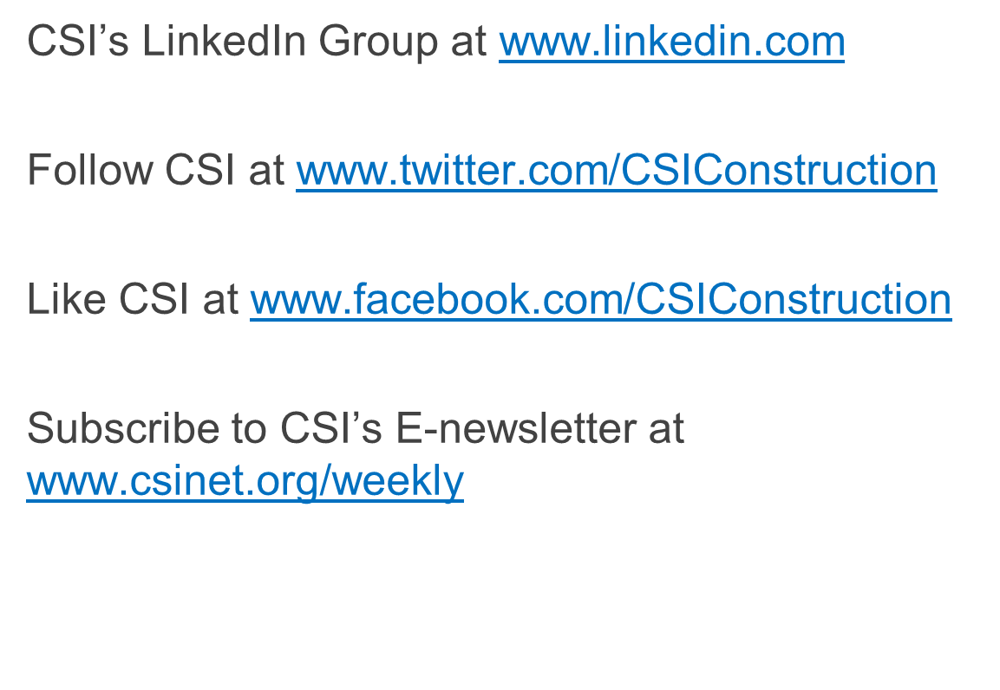 CSI’s LinkedIn Group at www.linkedin.com
Follow CSI at www.twitter.com/CSIConstruction
Like CSI at www.facebook.com/CSIConstruction
Subscribe to CSI’s E-newsletter at
www.csinet.org/weekly